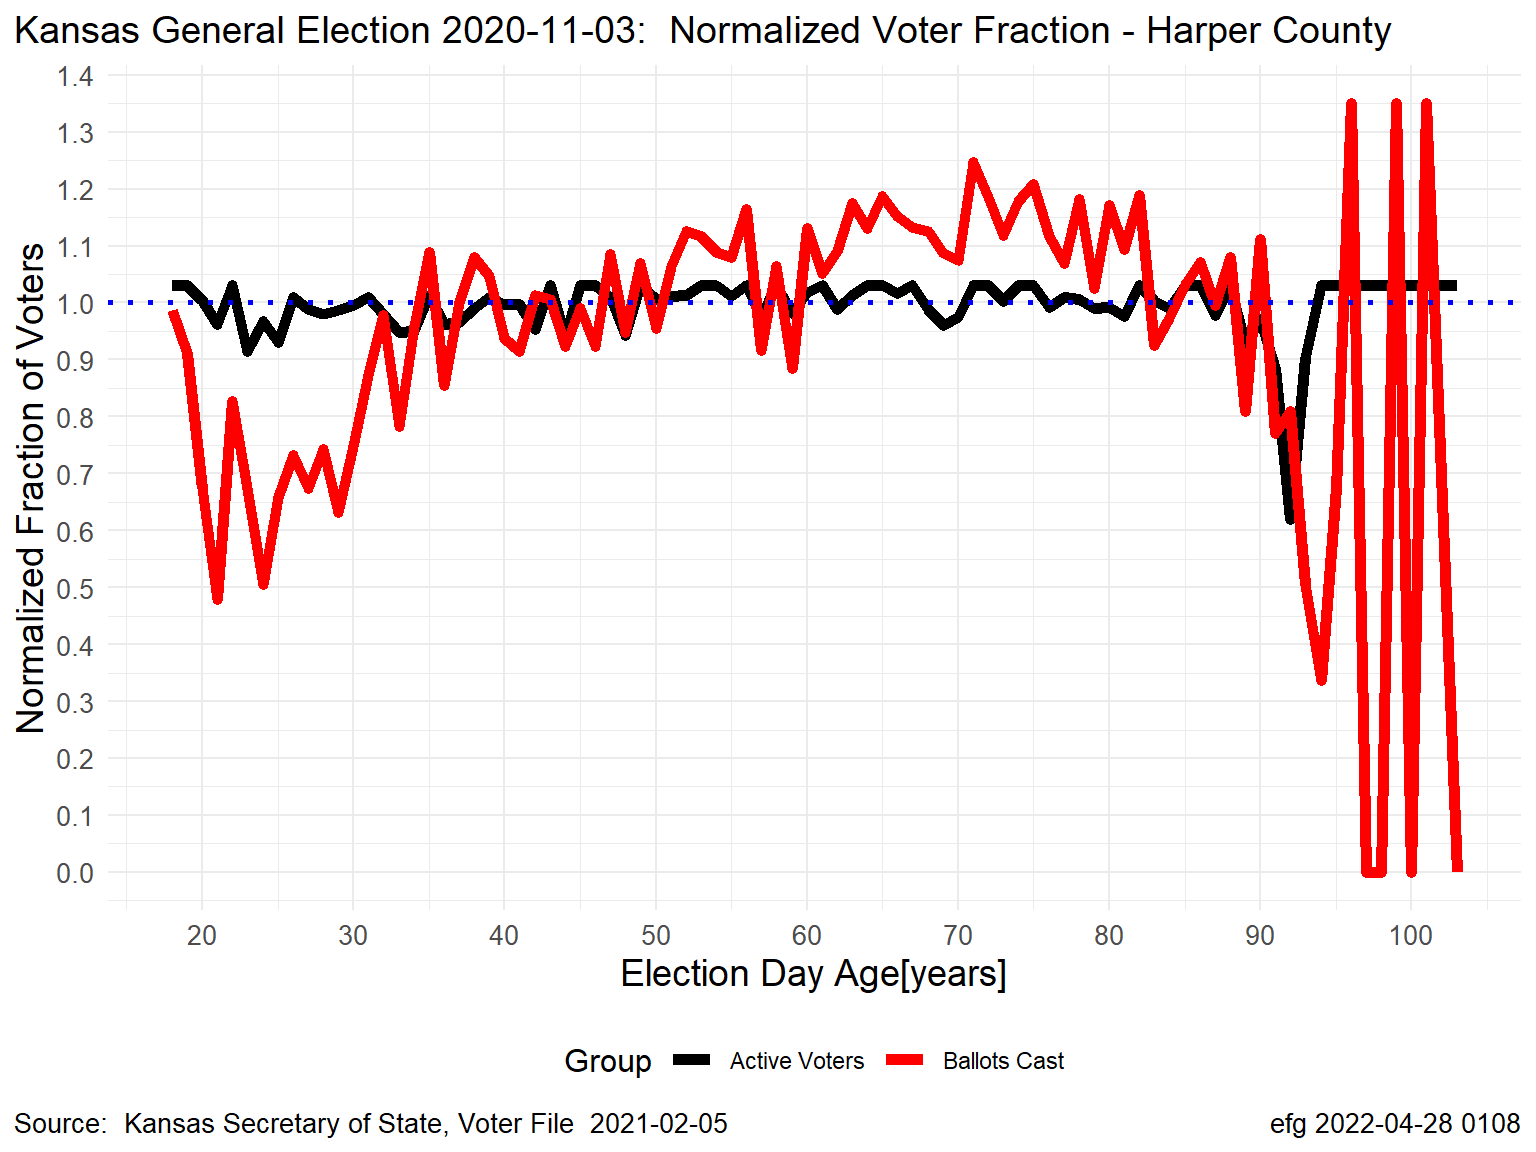 Kansas General Election 2020-11-03:  Normalized Voter Fraction - Harper County
Normalized Fraction of Voters
1.4
1.3
1.2
1.1
1.0
0.9
0.8
0.7
0.6
0.5
0.4
0.3
0.2
0.1
0.0
20 30 40 50 60 70 80 90 100
Election Day Age[years]
Group Active Voters Ballots Cast
Source:  Kansas Secretary of State, Voter File  2021-02-05 efg 2022-04-28 0108